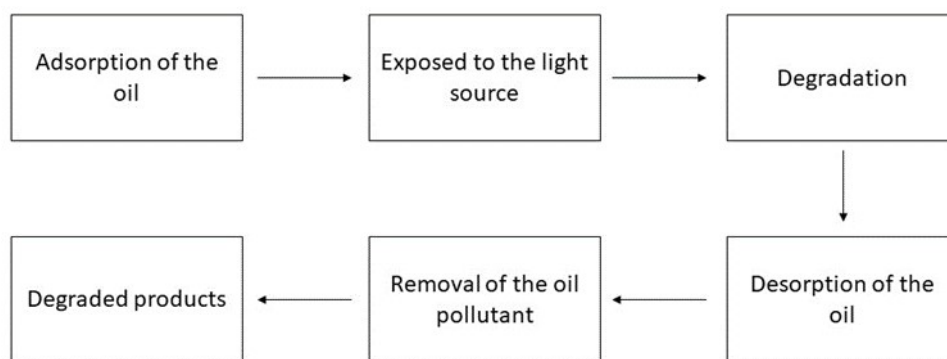 Adsorption of the
oil
Exposed to the light
source
Degradation
Desorption of the
oil
Removal of the oil
pollutant
Degraded products